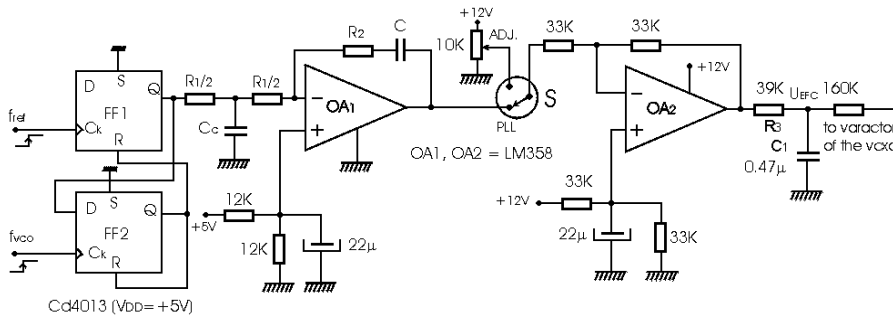 +12V
ADJ.
10K
R2
C
S
D
Q
FF1
fref
Ck
R
R1/2
R1/2
Cc
OA1
PLL
S
OA1, OA2 = LM358
33K
33K
+12V
OA2
39K
UEFC
160K
R3
C1
0.47μ
to varactor
of the vcxo
S
D
Q
FF2
fvco
Ck
R
Cd4013 (VDD= +5V)
12K
+5V
12K
22μ
+12V
33K
22μ
33K